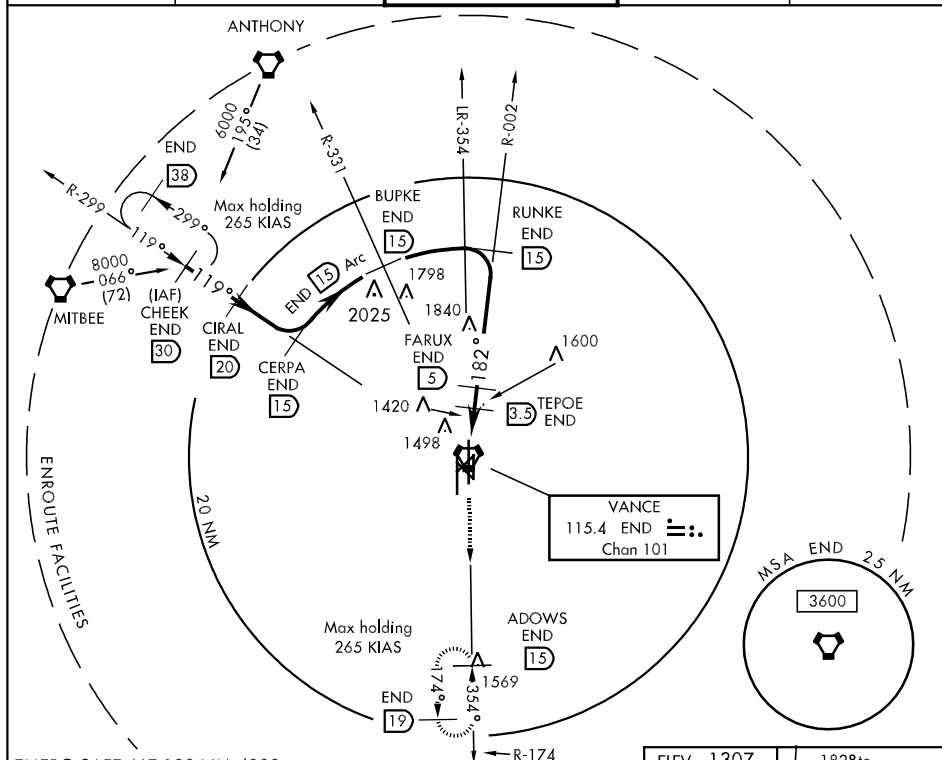 ANTHONY
6000
195°
(34)
END
38
R-299
299°
119°
Max holding
265 KIAS
R-331
LR-354
R-002
BUPKE
END
15
RUNKE
END
15
8000
066°
(72)
MITBEE
119°
(IAF)
CHEEK
END
30
CIRAL
END
20
CERPA
END
15
END 15 Arc
2025
1798
1840
FARUX
END
5
182°
1600
1420
1498
3.5
TEPOE
END
ENROUTE FACILITIES
20 NM
VANCE
115.4 END
Chan 101
MSA END 25 NM
3600
Max holding
265 KIAS
ADOWS
END
15
1569
174°
354°
END
19
R-174
ELEV 1307